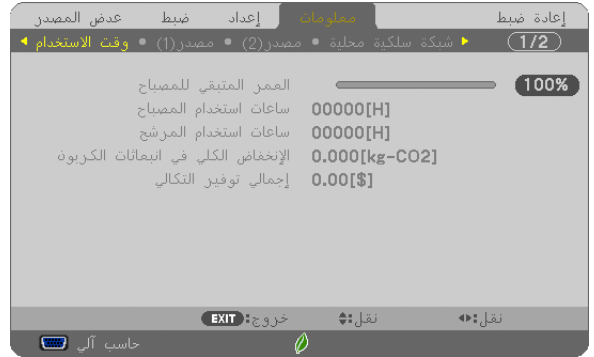 عدض المصدر ضبط إعداد معلومات إعادة ضبط
وقت الاستخدام • مصدر(1) • مصدر(2) • شبكة سلكية محلية (1/2)
العمر المتبقي للمصباح 100%
ساعات استخدام المصباح 00000[H]
ساعات استخدام المرشح 00000[H]
الإنخفاض الكلي في انبعاثات الكربون 0.000[kg-CO2]
إجمالي توفير التكالي 0.00[$]
EXIT:خروج نقل: نقل:
حاسب آلي